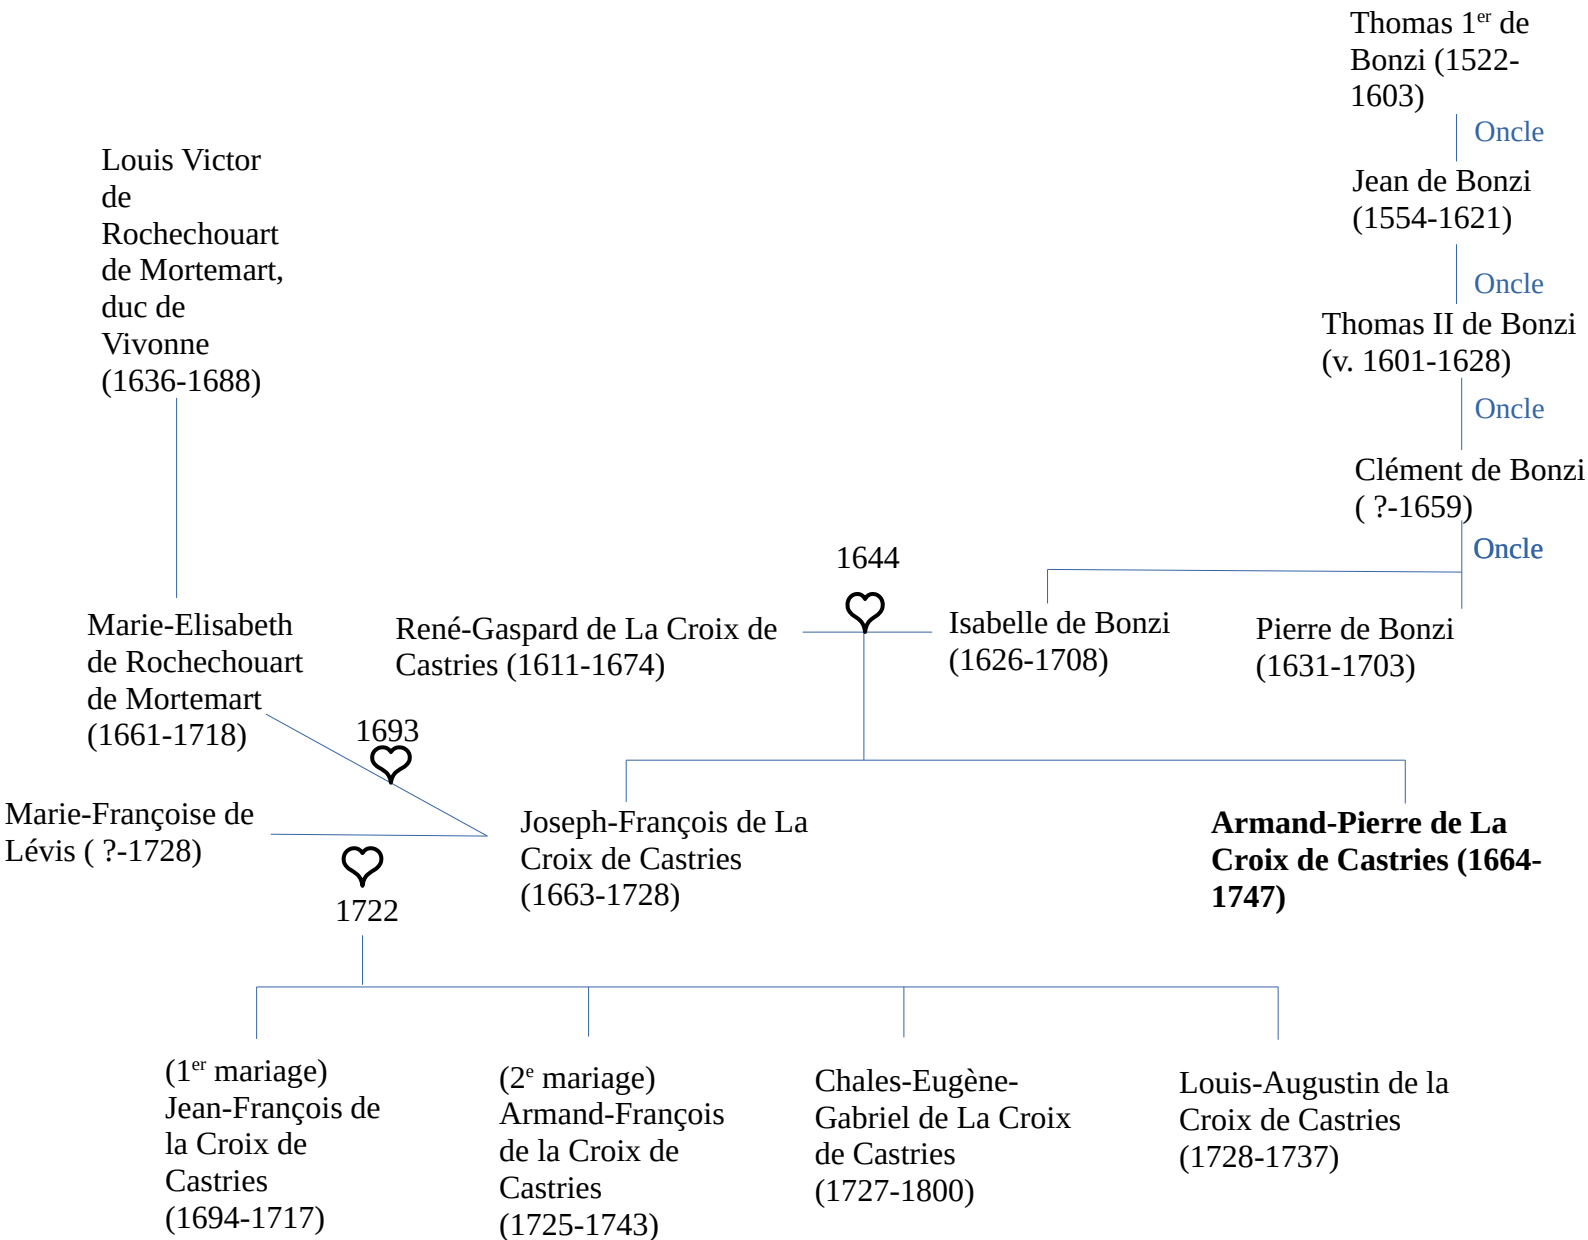 Thomas 1er de
Bonzi (1522-
1603)
Oncle
Jean de Bonzi
(1554-1621)
Oncle
Thomas II de Bonzi
(v. 1601-1628)
Oncle
Clément de Bonzi
( ?-1659)
Oncle
Louis Victor
de
Rochechouart
de Mortemart,
duc de
Vivonne
(1636-1688)
Marie-Elisabeth
de Rochechouart
de Mortemart
(1661-1718)
René-Gaspard de La Croix de
Castries (1611-1674)
1644
Isabelle de Bonzi
(1626-1708)
Pierre de Bonzi
(1631-1703)
1693
Marie-Françoise de
Lévis ( ?-1728)
1722
Joseph-François de La
Croix de Castries
(1663-1728)
Armand-Pierre de La
Croix de Castries (1664-
1747)
(1er mariage)
Jean-François de
la Croix de
Castries
(1694-1717)
(2e mariage)
Armand-François
de la Croix de
Castries
(1725-1743)
Chales-Eugène-
Gabriel de La Croix
de Castries
(1727-1800)
Louis-Augustin de la
Croix de Castries
(1728-1737)